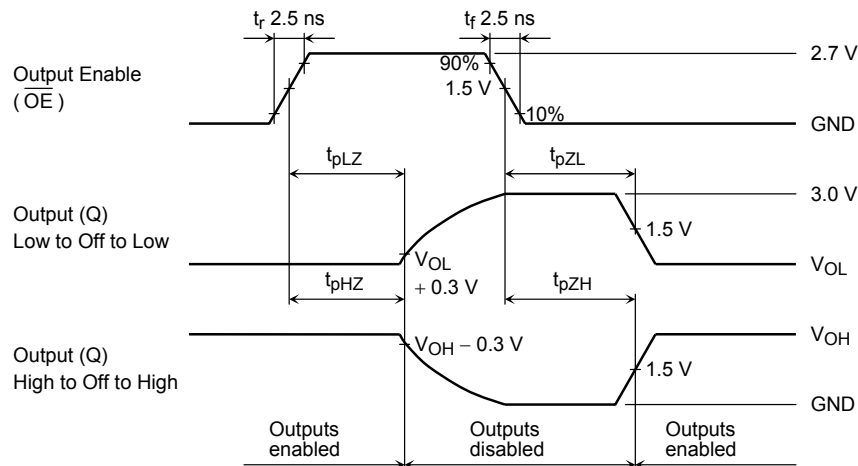 tr 2.5 ns
tf 2.5 ns
2.7 V
90%
Output Enable
( OE )
1.5 V
10%
GND
tpLZ
tpZL
3.0 V
Output (Q)
Low to Off to Low
1.5 V
VOL
+ 0.3 V
VOL
tpHZ
tpZH
VOH
VOH − 0.3 V
Output (Q)
High to Off to High
1.5 V
GND
Outputs
enabled
Outputs
disabled
Outputs
enabled